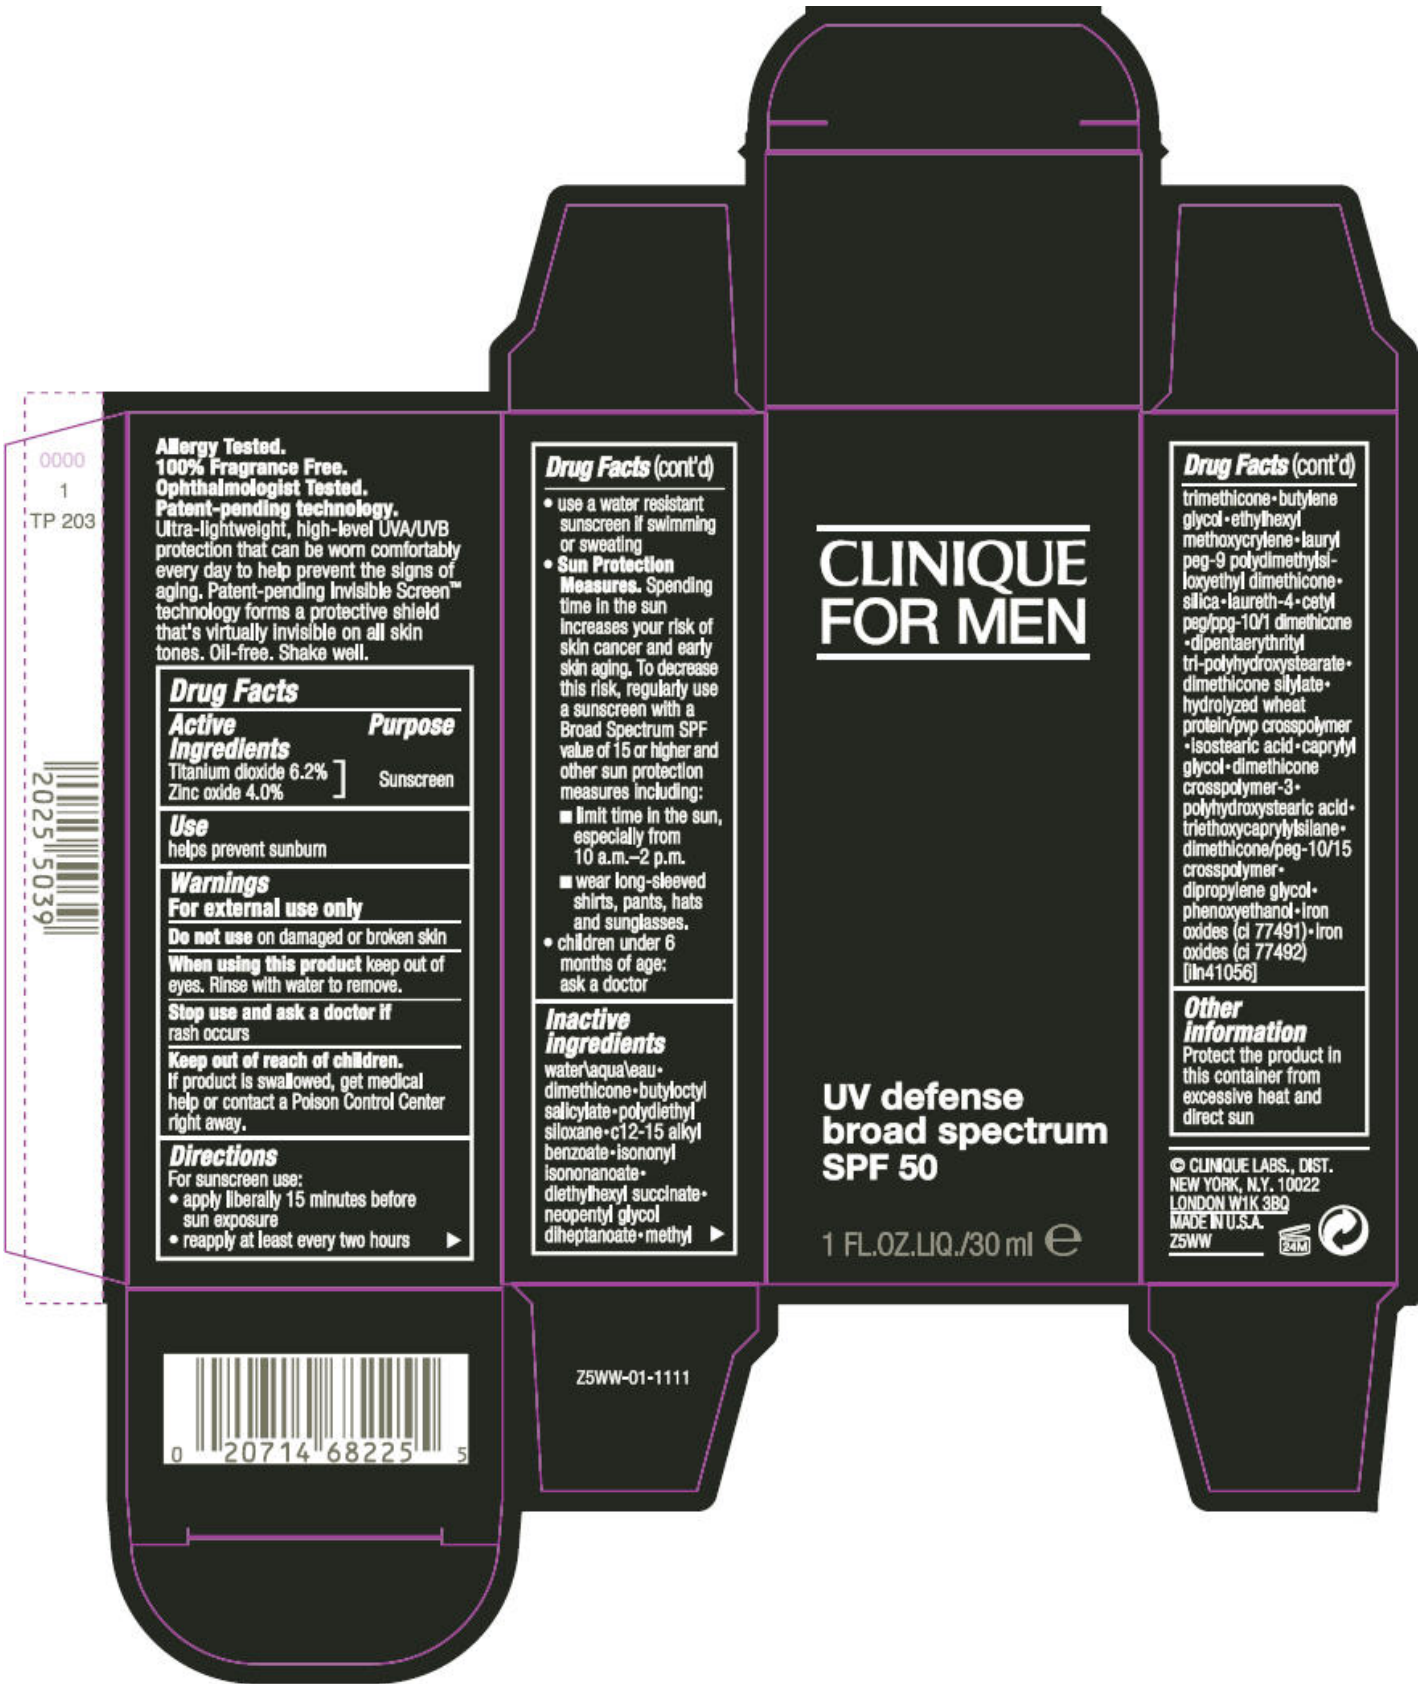 0000
1
TP 203
2025 5039
Allergy Tested.
100% Fragrance Free.
Ophthalmologist Tested.
Patent-pending technology.
Ultra-lightweight, high-level UVA/UVB
protection that can be worn comfortably
every day to help prevent the signs of
aging. Patent-pending Invisible Screen™
technology forms a protective shield
that's virtually invisible on all skin
tones. Oil-free. Shake well.
Drug Facts
Active Purpose
Ingredients
Titanium dioxide 6.2%
Zinc oxide 4.0%
Sunscreen
Use
helps prevent sunburn
Warnings
For external use only
Do not use on damaged or broken skin
When using this product keep out of
eyes. Rinse with water to remove.
Stop use and ask a doctor if
rash occurs
Keep out of reach of children.
If product is swallowed, get medical
help or contact a Poison Control Center
right away.
Directions
For sunscreen use:
• apply liberally 15 minutes before
sun exposure
• reapply at least every two hours ▶
0 20714 68225 5
Drug Facts (cont'd)
• use a water resistant
sunscreen if swimming
or sweating
• Sun Protection
Measures. Spending
time in the sun
increases your risk of
skin cancer and early
skin aging. To decrease
this risk, regularly use
a sunscreen with a
Broad Spectrum SPF
value of 15 or higher and
other sun protection
measures including:
■ limit time in the sun,
especially from
10 a.m.–2 p.m.
■ wear long-sleeved
shirts, pants, hats
and sunglasses.
• children under 6
months of age:
ask a doctor
Inactive
ingredients
water\aqua\eau•
dimethicone•butyloctyl
salicylate•polydiethyl
siloxane•c12-15 alkyl
benzoate•isononyl
isononanoate•
diethylhexyl succinate•
neopentyl glycol
diheptanoate•methyl ▶
Z5WW-01-1111
CLINIQUE
FOR MEN
UV defense
broad spectrum
SPF 50
1 FL.OZ.LIQ./30 ml ℮
Drug Facts (cont'd)
trimethicone•butylene
glycol•ethylhexyl
methoxycrylene•lauryl
peg-9 polydimethylsi-
loxyethyl dimethicone•
silica•laureth-4•cetyl
peg/ppg-10/1 dimethicone
•dipentaerythrityl
tri-polyhydroxystearate•
dimethicone silylate•
hydrolyzed wheat
protein/pvp crosspolymer
•isostearic acid•caprylyl
glycol•dimethicone
crosspolymer-3•
polyhydroxystearic acid•
triethoxycaprylylsilane•
dimethicone/peg-10/15
crosspolymer•
dipropylene glycol•
phenoxyethanol•iron
oxides (ci 77491)•iron
oxides (ci 77492)
[iln41056]
Other
information
Protect the product in
this container from
excessive heat and
direct sun
© CLINIQUE LABS., DIST.
NEW YORK, N.Y. 10022
LONDON W1K 3BQ
MADE IN U.S.A.
Z5WW
24M